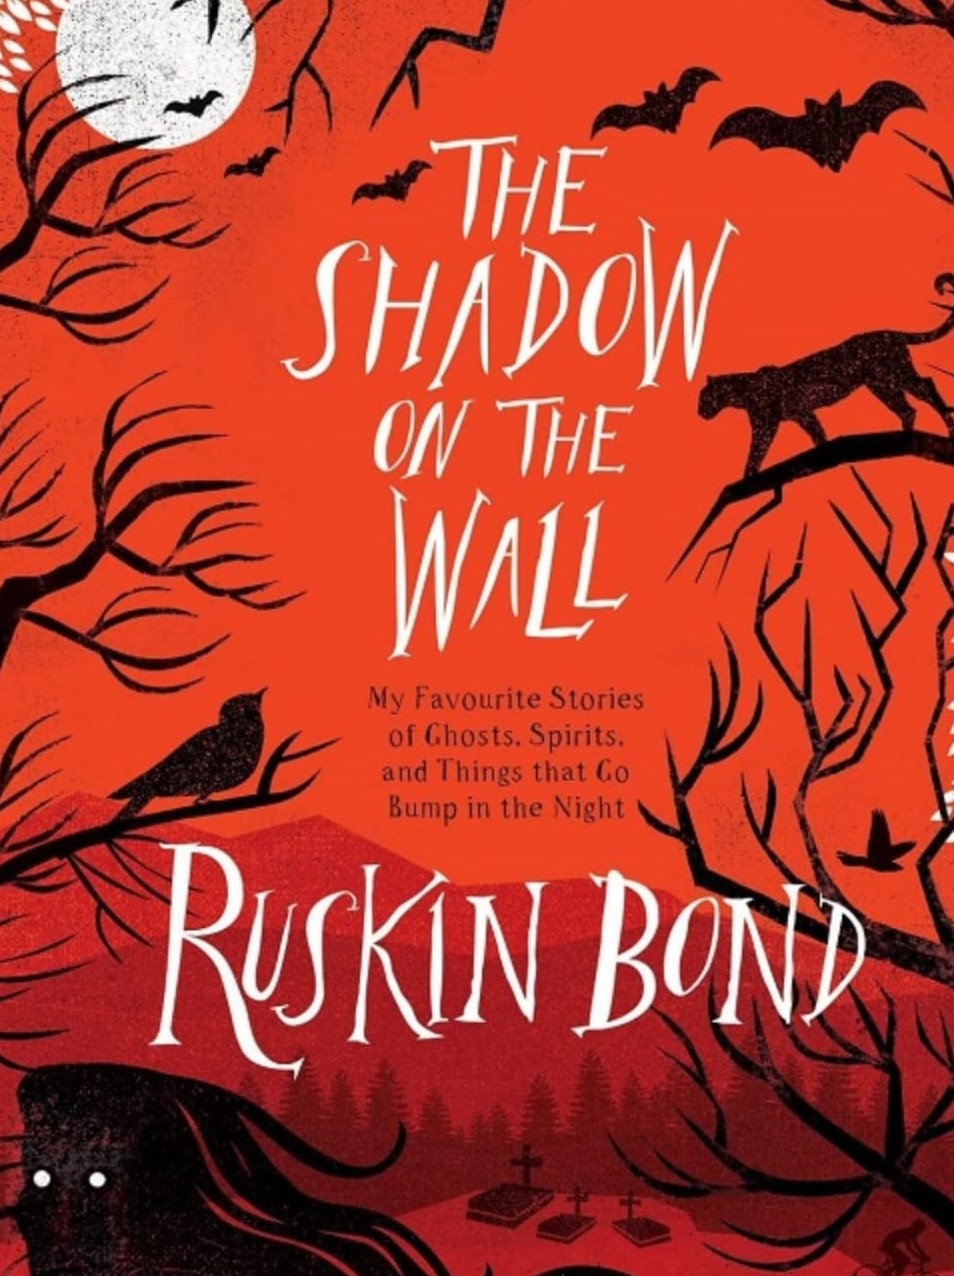 THE
SHADOW
ON THE
WALL
My Favourite Stories
of Ghosts, Spirits,
and Things that Go
Bump in the Night
RUSKIN BOND